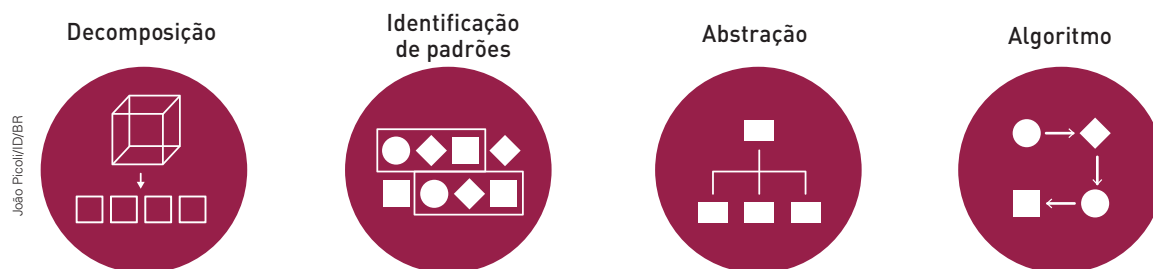 Decomposição
Identificação
de padrões
Abstração
Algoritmo
João Picoli/ID/BR